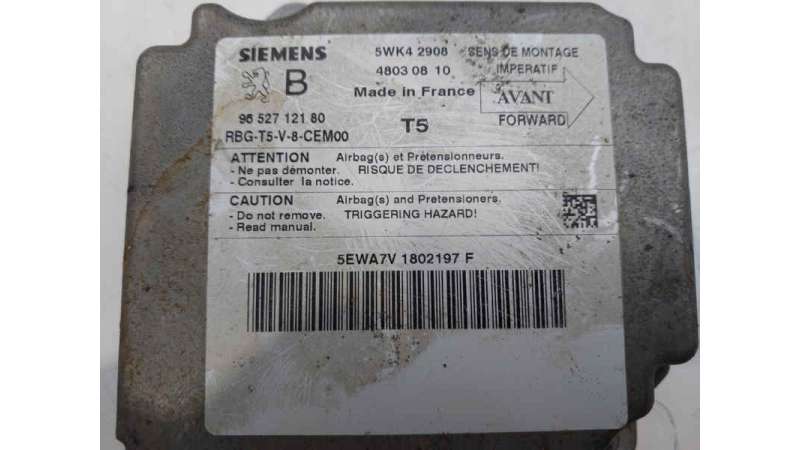 SIEMENS 5WK4 2908 SENS DE MONTAGE
B 4803 08 10 IMPERATIF
Made in France AVANT
96 527 121 80 T5 FORWARD
RBG-T5-V-8-CEM00
ATTENTION Airbag(s) et Prétensionneurs.
- Ne pas démonter. RISQUE DE DECLENCHEMENT!
- Consulter la notice.
CAUTION Airbag(s) and Pretensioners.
- Do not remove. TRIGGERING HAZARD!
- Read manual.
5EWA7V 1802197 F